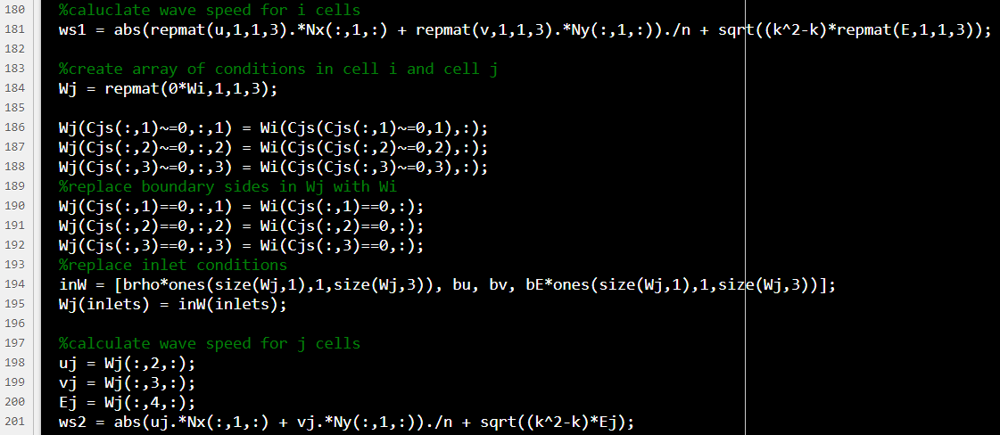 180 %caluclate wave speed for i cells
181 ws1 = abs(repmat(u,1,1,3).*Nx(:,1,:) + repmat(v,1,1,3).*Ny(:,1,:))./n + sqrt((k^2-k)*repmat(E,1,1,3));
182
183 %create array of conditions in cell i and cell j
184 Wj = repmat(0*Wi,1,1,3);
185
186 Wj(Cjs(:,1)~=0,:,1) = Wi(Cjs(Cjs(:,1)~=0,1),:);
187 Wj(Cjs(:,2)~=0,:,2) = Wi(Cjs(Cjs(:,2)~=0,2),:);
188 Wj(Cjs(:,3)~=0,:,3) = Wi(Cjs(Cjs(:,3)~=0,3),:);
189 %replace boundary sides in Wj with Wi
190 Wj(Cjs(:,1)==0,:,1) = Wi(Cjs(:,1)==0,:);
191 Wj(Cjs(:,2)==0,:,2) = Wi(Cjs(:,2)==0,:);
192 Wj(Cjs(:,3)==0,:,3) = Wi(Cjs(:,3)==0,:);
193 %replace inlet conditions
194 inW = [brho*ones(size(Wj,1),1,size(Wj,3)), bu, bv, bE*ones(size(Wj,1),1,size(Wj,3))];
195 Wj(inlets) = inW(inlets);
196
197 %calculate wave speed for j cells
198 uj = Wj(:,2,:);
199 vj = Wj(:,3,:);
200 Ej = Wj(:,4,:);
201 ws2 = abs(uj.*Nx(:,1,:) + vj.*Ny(:,1,:))./n + sqrt((k^2-k)*Ej);